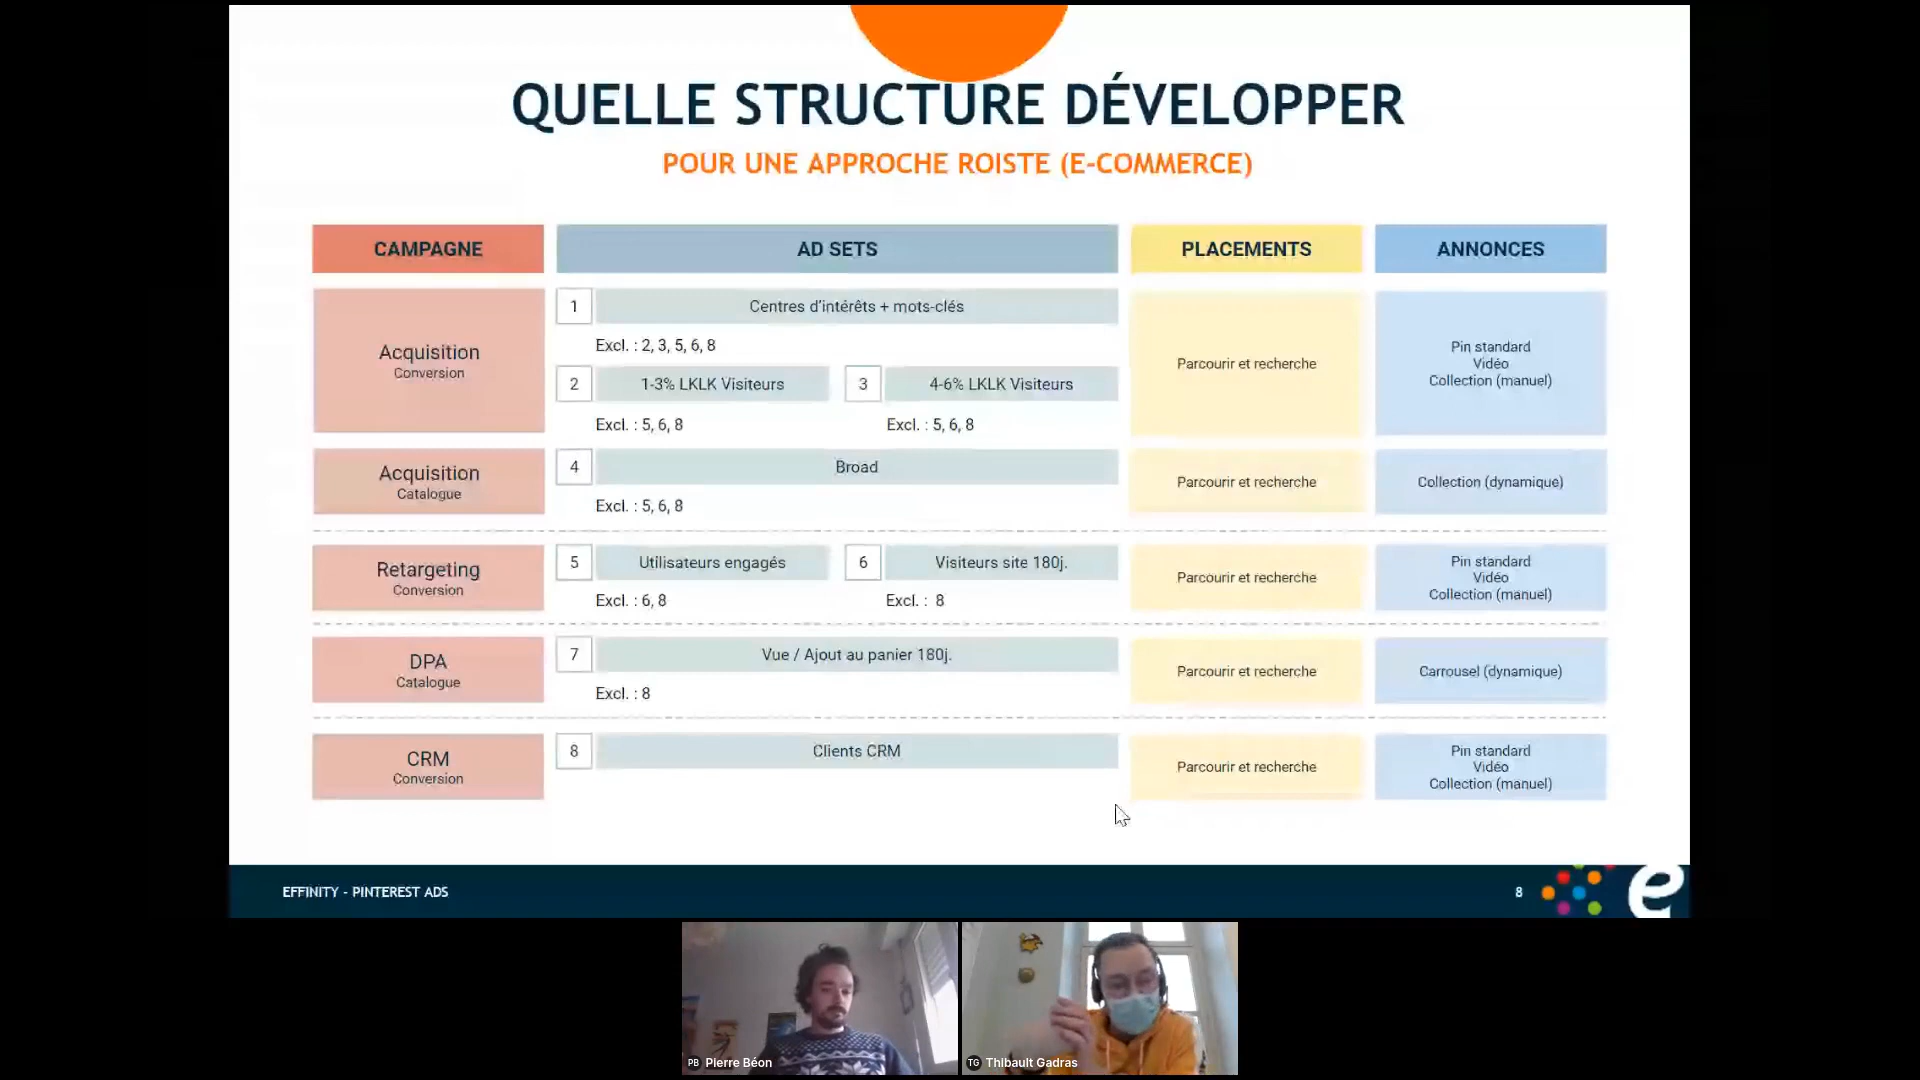 QUELLE STRUCTURE DÉVELOPPER
POUR UNE APPROCHE ROISTE (E-COMMERCE)
CAMPAGNE
AD SETS
PLACEMENTS
ANNONCES
Acquisition
Conversion
1
Centres d'intérêts + mots-clés
Excl. : 2, 3, 5, 6, 8
2
1-3% LKLK Visiteurs
3
4-6% LKLK Visiteurs
Excl. : 5, 6, 8
Excl. : 5, 6, 8
Parcourir et recherche
Pin standard
Vidéo
Collection (manuel)
Acquisition
Catalogue
4
Broad
Excl. : 5, 6, 8
Parcourir et recherche
Collection (dynamique)
Retargeting
Conversion
5
Utilisateurs engagés
6
Visiteurs site 180j.
Excl. : 6, 8
Excl. : 8
Parcourir et recherche
Pin standard
Vidéo
Collection (manuel)
DPA
Catalogue
7
Vue / Ajout au panier 180j.
Excl. : 8
Parcourir et recherche
Carrousel (dynamique)
CRM
Conversion
8
Clients CRM
Parcourir et recherche
Pin standard
Vidéo
Collection (manuel)
EFFINITY - PINTEREST ADS
8
e
PB Pierre Béon
TG Thibault Gadras